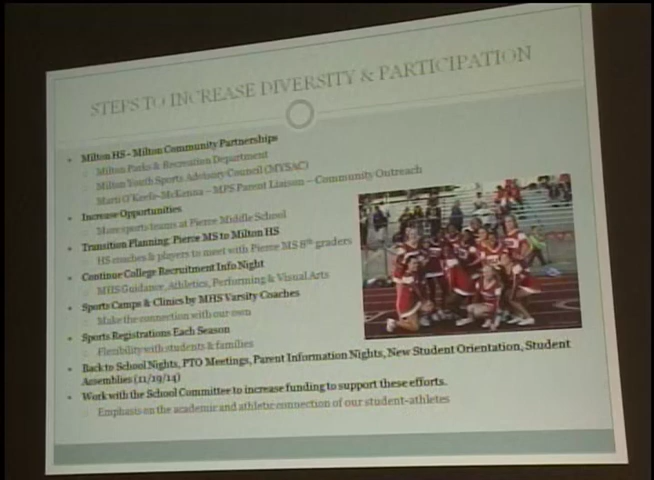 STEPS TO INCREASE DIVERSITY & PARTICIPATION
Milton HS – Milton Community Partnerships
Milton Parks & Recreation Department
Milton Youth Sports Advisory Council (MYSAC)
Marti O'Keefe-McKenna – MPS Parent Liaison – Community Outreach
Increase Opportunities
More sports teams at Pierce Middle School
Transition Planning: Pierce MS to Milton HS
HS coaches & players to meet with Pierce MS 8th graders
Continue College Recruitment Info Night
MHS Guidance, Athletics, Performing & Visual Arts
Sports Camps & Clinics by MHS Varsity Coaches
Make the connection with our own
Sports Registrations Each Season
Flexibility with students & families
Back to School Nights, PTO Meetings, Parent Information Nights, New Student Orientation, Student
Assemblies (11/19/14)
Work with the School Committee to increase funding to support these efforts.
Emphasis on the academic and athletic connection of our student-athletes